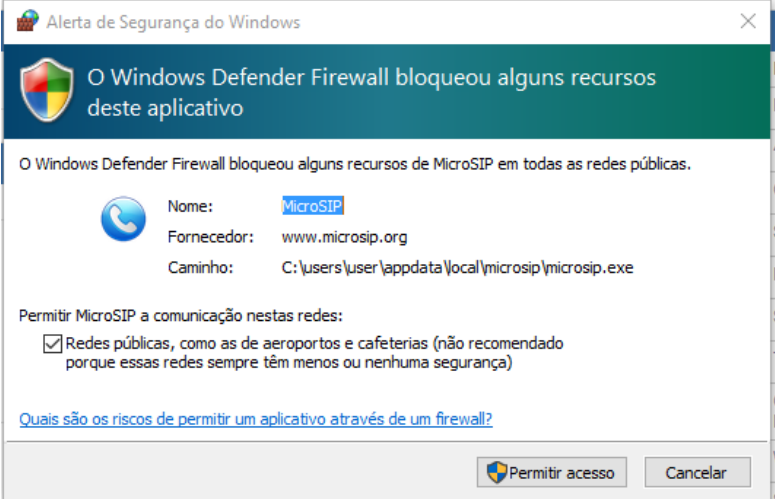 Alerta de Segurança do Windows
O Windows Defender Firewall bloqueou alguns recursos
deste aplicativo
O Windows Defender Firewall bloqueou alguns recursos de MicroSIP em todas as redes públicas.
Nome: MicroSIP
Fornecedor: www.microsip.org
Caminho: C:\users\user\appdata\local\microsip\microsip.exe
Permitir MicroSIP a comunicação nestas redes:
Redes públicas, como as de aeroportos e cafeterias (não recomendado
porque essas redes sempre têm menos ou nenhuma segurança)
Quais são os riscos de permitir um aplicativo através de um firewall?
Permitir acesso Cancelar